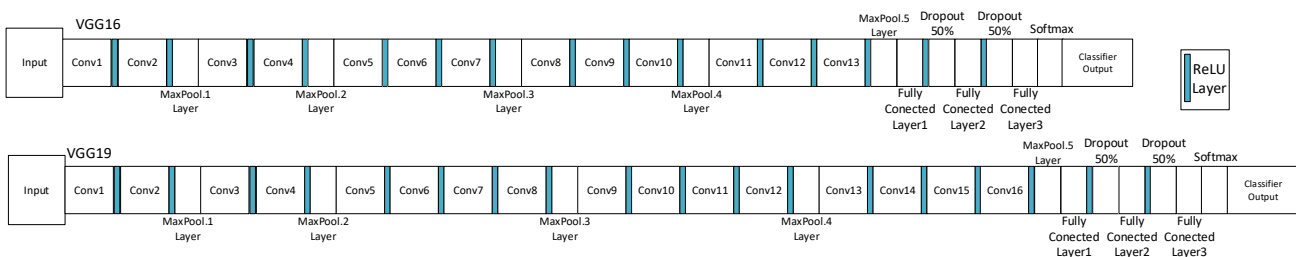 VGG16
MaxPool.5 Layer
Dropout 50%
Dropout 50%
Softmax
Input Conv1 Conv2 Conv3 Conv4 Conv5 Conv6 Conv7 Conv8 Conv9 Conv10 Conv11 Conv12 Conv13 Classifier Output
MaxPool.1 Layer
MaxPool.2 Layer
MaxPool.3 Layer
MaxPool.4 Layer
Fully Conected Layer1
Fully Conected Layer2
Fully Conected Layer3
ReLU Layer
VGG19
MaxPool.5 Layer
Dropout 50%
Dropout 50%
Softmax
Input Conv1 Conv2 Conv3 Conv4 Conv5 Conv6 Conv7 Conv8 Conv9 Conv10 Conv11 Conv12 Conv13 Conv14 Conv15 Conv16 Classifier Output
MaxPool.1 Layer
MaxPool.2 Layer
MaxPool.3 Layer
MaxPool.4 Layer
Fully Conected Layer1
Fully Conected Layer2
Fully Conected Layer3